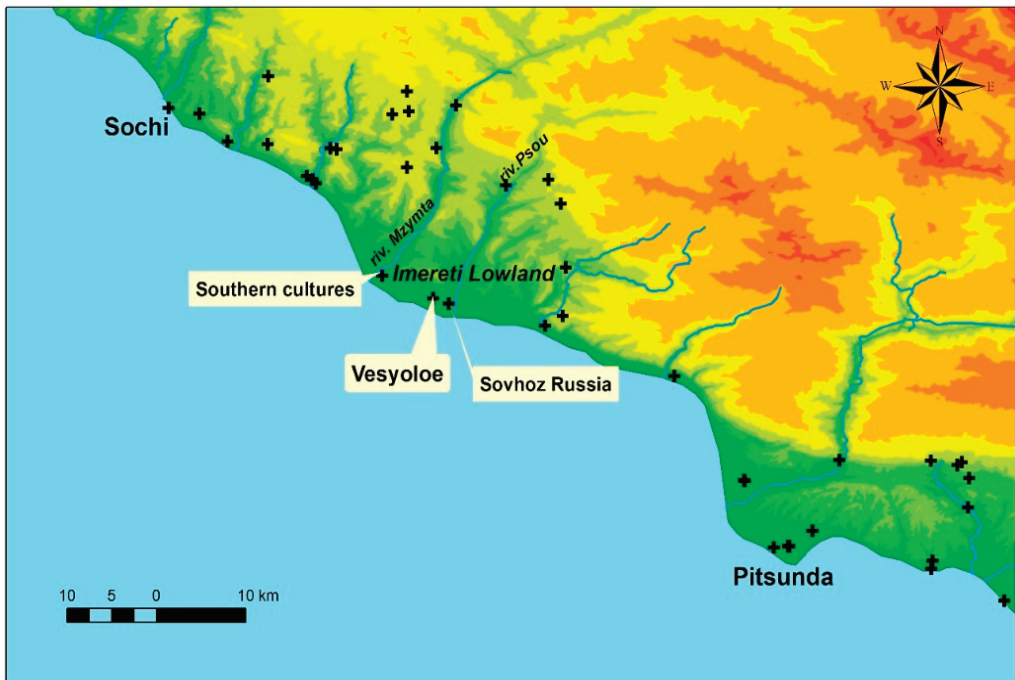 N
W E
S
Sochi
riv.Psou
riv. Mzymta
Imereti Lowland
Southern cultures
Vesyoloe
Sovhoz Russia
Pitsunda
10 5 0 10 km